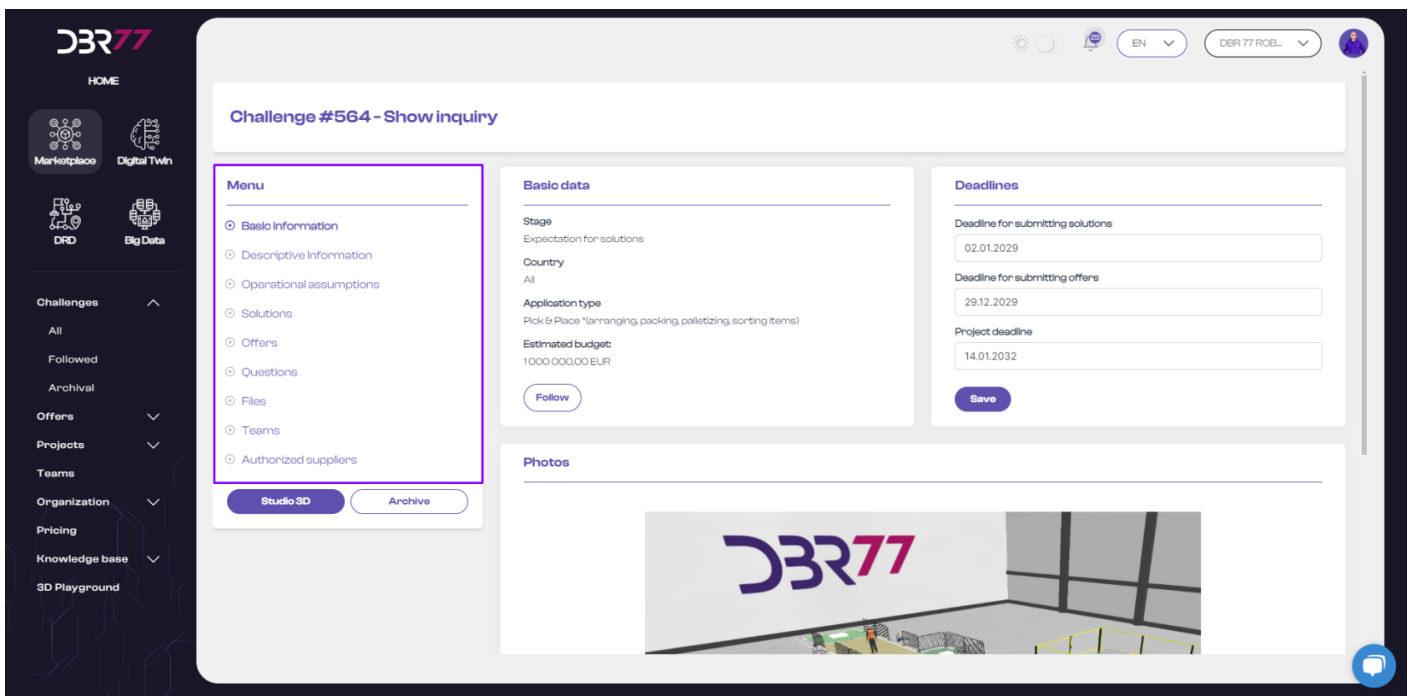 DBR77
HOME
Marketplace
Digital Twin
DRD
Big Data
Challenges
All
Followed
Archival
Offers
Projects
Teams
Organization
Pricing
Knowledge base
3D Playground
EN
DBR 77 ROB...
Challenge #564 - Show inquiry
Menu
Basic Information
Descriptive Information
Operational assumptions
Solutions
Offers
Questions
Files
Teams
Authorized suppliers
Studio 3D
Archive
Basic data
Stage
Expectation for solutions
Country
All
Application type
Pick & Place *(arranging, packing, palletizing, sorting items)
Estimated budget:
1 000 000,00 EUR
Follow
Deadlines
Deadline for submitting solutions
02.01.2029
Deadline for submitting offers
29.12.2029
Project deadline
14.01.2032
Save
Photos
DBR77